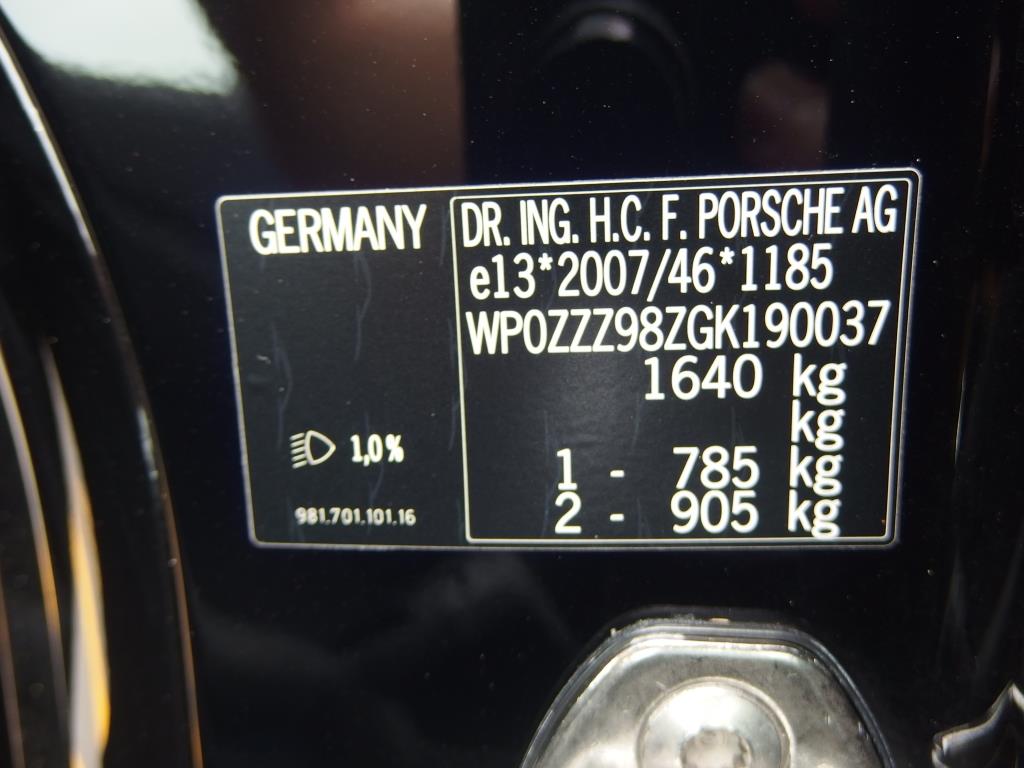 GERMANY
1,0%
981.701.101.16
DR. ING. H.C. F. PORSCHE AG
e13*2007/46*1185
WP0ZZZ98ZGK190037
1640 kg
kg
1 - 785 kg
2 - 905 kg